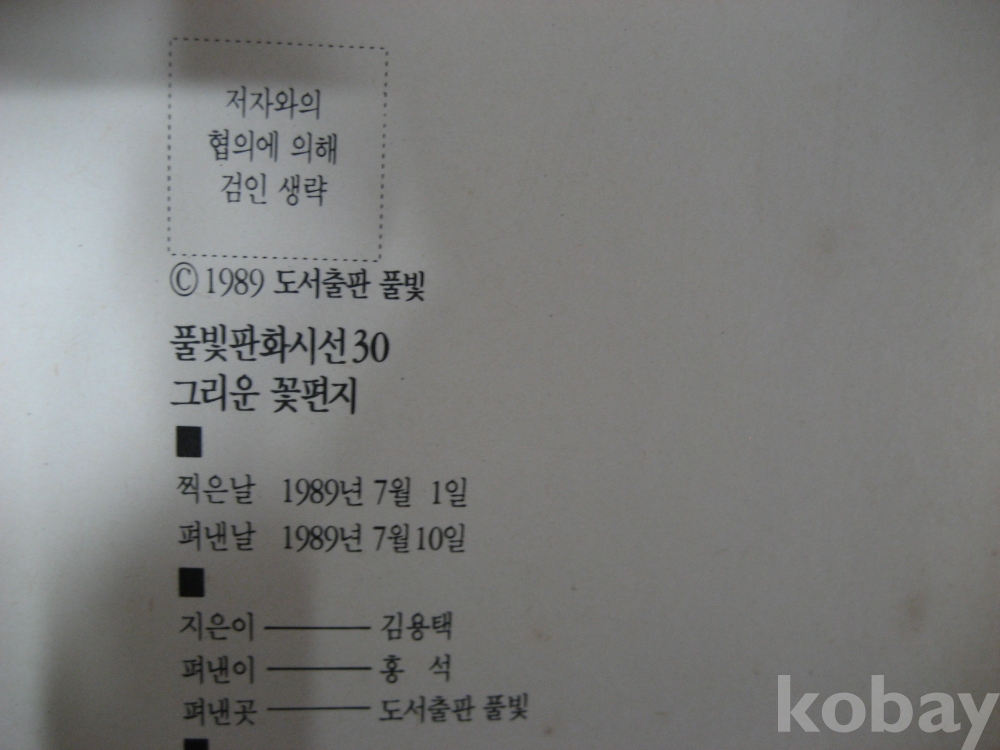 저자와의
협의에 의해
검인 생략
ⓒ 1989 도서출판 풀빛
풀빛판화시선 30
그리운 꽃편지
■
찍은날 1989년 7월 1일
펴낸날 1989년 7월 10일
■
지은이 ──── 김용택
펴낸이 ──── 홍 석
펴낸곳 ──── 도서출판 풀빛
kobay